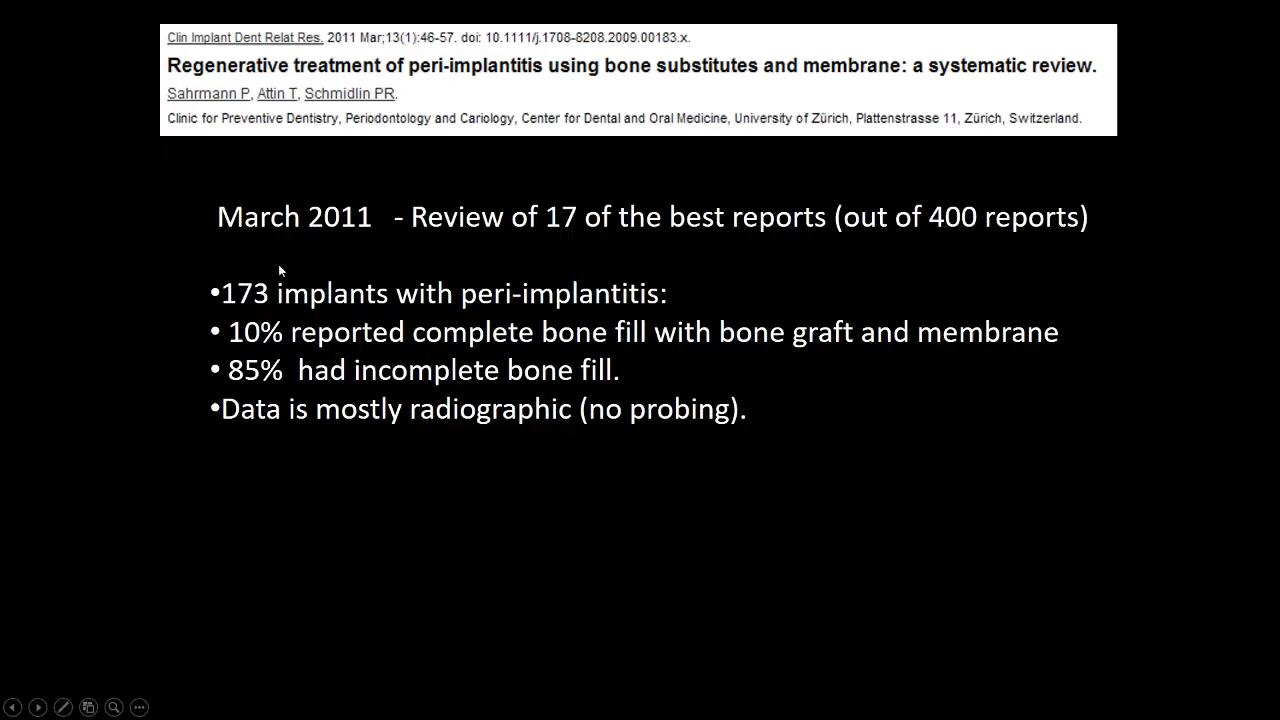 Clin Implant Dent Relat Res. 2011 Mar;13(1):46-57. doi: 10.1111/j.1708-8208.2009.00183.x.
Regenerative treatment of peri-implantitis using bone substitutes and membrane: a systematic review.
Sahrmann P, Attin T, Schmidlin PR.
Clinic for Preventive Dentistry, Periodontology and Cariology, Center for Dental and Oral Medicine, University of Zürich, Plattenstrasse 11, Zürich, Switzerland.
March 2011 - Review of 17 of the best reports (out of 400 reports)
•173 implants with peri-implantitis:
• 10% reported complete bone fill with bone graft and membrane
• 85% had incomplete bone fill.
•Data is mostly radiographic (no probing).